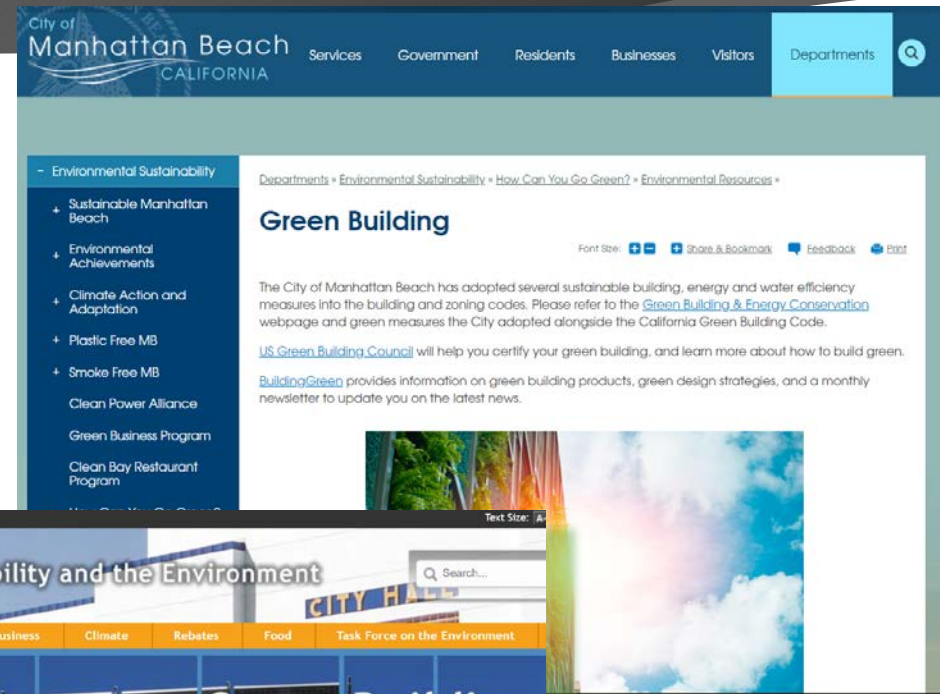 City of
Manhattan Beach
CALIFORNIA
Services Government Residents Businesses Visitors Departments
- Environmental Sustainability
+ Sustainable Manhattan
Beach
+ Environmental
Achievements
+ Climate Action and
Adaptation
+ Plastic Free MB
+ Smoke Free MB
Clean Power Alliance
Green Business Program
Clean Bay Restaurant
Program
How Can You Go Green?
Departments » Environmental Sustainability » How Can You Go Green? » Environmental Resources »
Green Building
Font Size: + - + Share & Bookmark Feedback Print
The City of Manhattan Beach has adopted several sustainable building, energy and water efficiency
measures into the building and zoning codes. Please refer to the Green Building & Energy Conservation
webpage and green measures the City adopted alongside the California Green Building Code.
US Green Building Council will help you certify your green building, and learn more about how to build green.
BuildingGreen provides information on green building products, green design strategies, and a monthly
newsletter to update you on the latest news.
Text Size: A-
bility and the Environment
Search...
CITY HALL
usiness Climate Rebates Food Task Force on the Environment